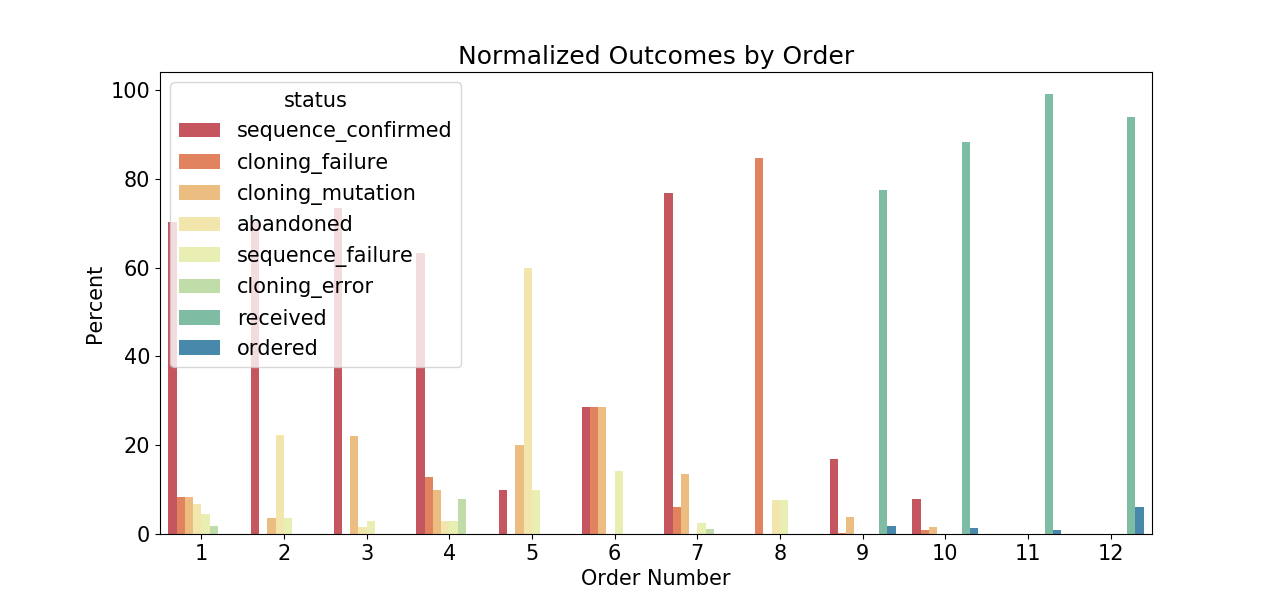 Normalized Outcomes by Order
Percent
100
80
60
40
20
0
status
sequence_confirmed
cloning_failure
cloning_mutation
abandoned
sequence_failure
cloning_error
received
ordered
1 2 3 4 5 6 7 8 9 10 11 12
Order Number